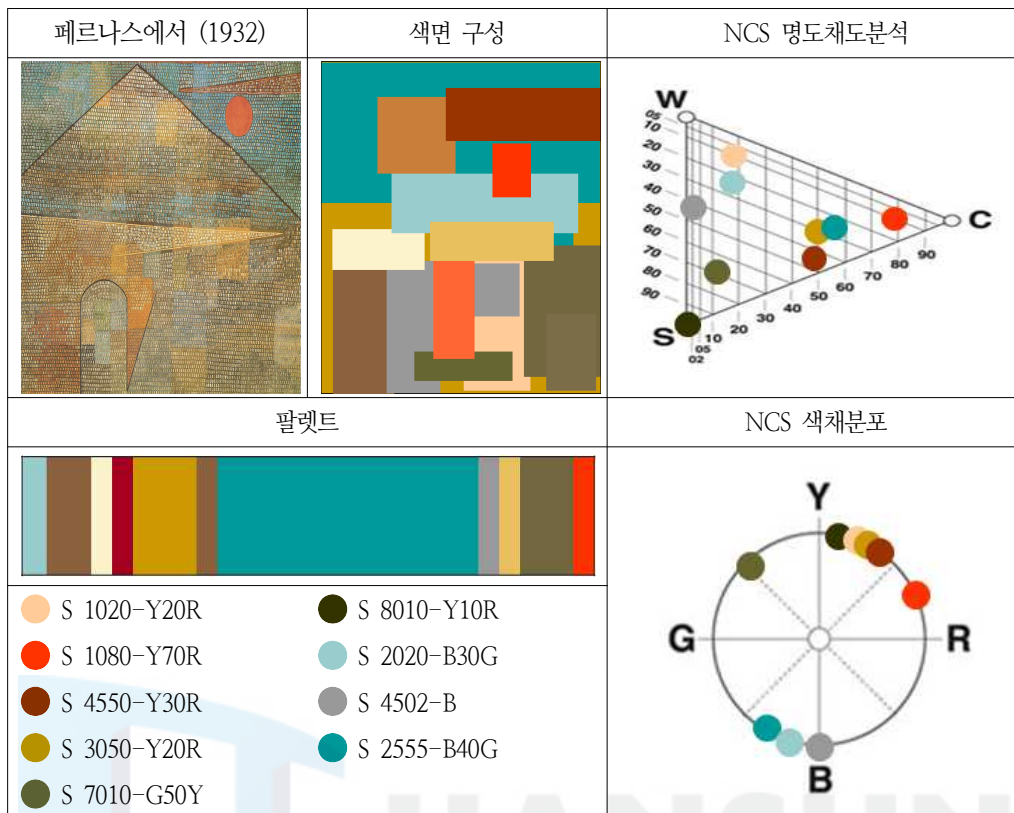 페르나스에서 (1932)
색면 구성
NCS 명도채도분석
W
05
10
20
30
40
50
60
70
80
90
S
C
02
05
10
20
30
40
50
60
70
80
90
팔렛트
NCS 색채분포
S 1020-Y20R
S 1080-Y70R
S 4550-Y30R
S 3050-Y20R
S 7010-G50Y
S 8010-Y10R
S 2020-B30G
S 4502-B
S 2555-B40G
Y
G
R
B